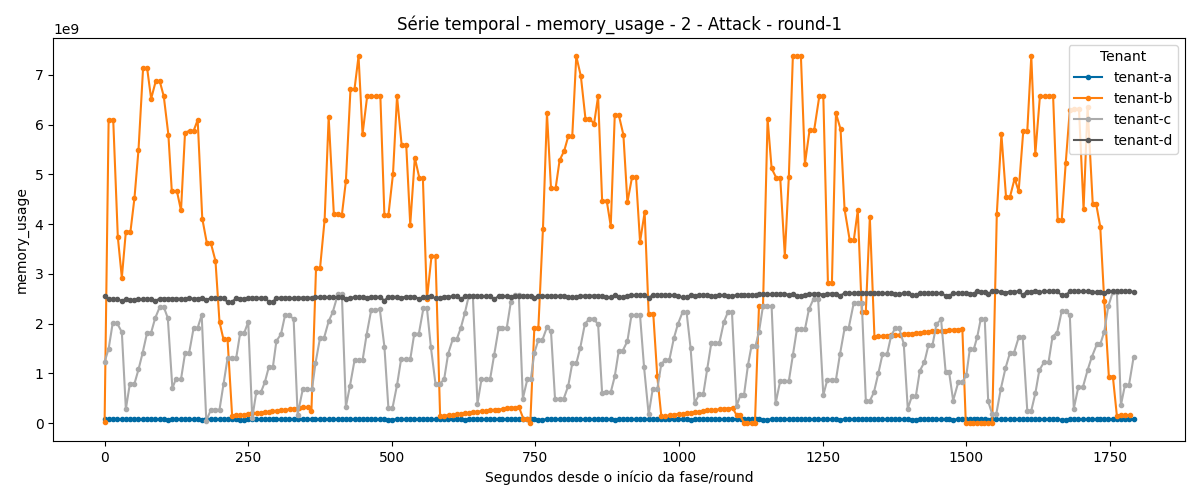 Série temporal - memory_usage - 2 - Attack - round-1
1e9
7
6
5
4
3
2
1
0
memory_usage
0
250
500
750
1000
1250
1500
1750
Segundos desde o início da fase/round
Tenant
tenant-a
tenant-b
tenant-c
tenant-d